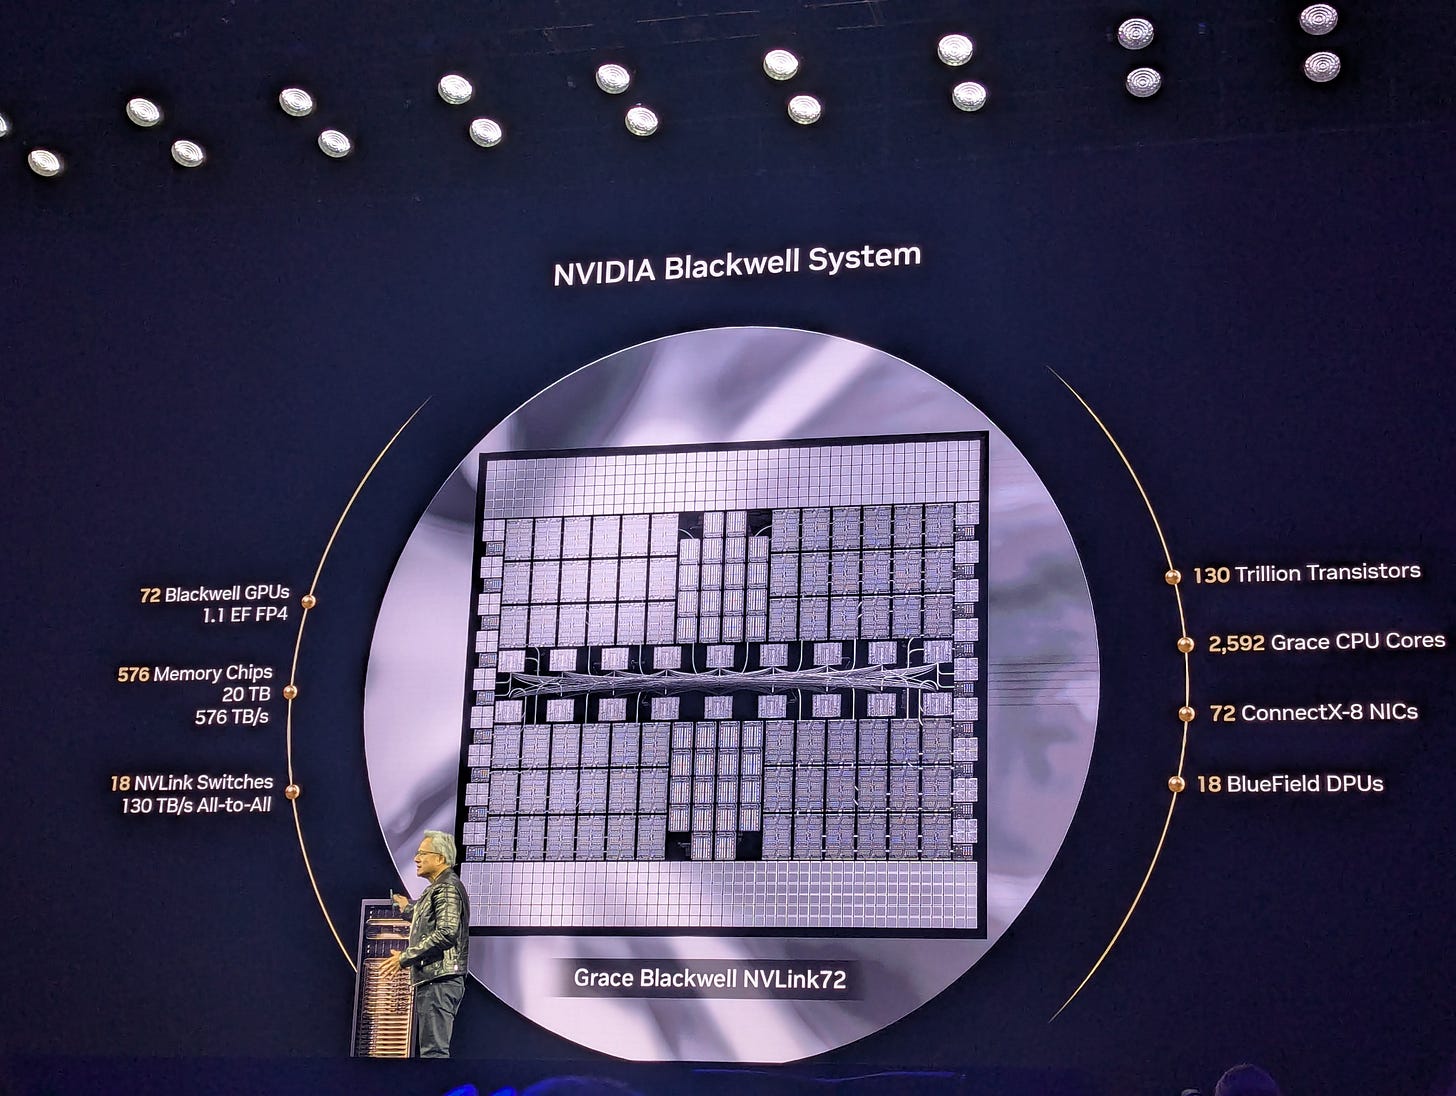 NVIDIA Blackwell System
72 Blackwell GPUs
1.1 EF FP4
576 Memory Chips
20 TB
576 TB/s
18 NVLink Switches
130 TB/s All-to-All
130 Trillion Transistors
2,592 Grace CPU Cores
72 ConnectX-8 NICs
18 BlueField DPUs
Grace Blackwell NVLink72